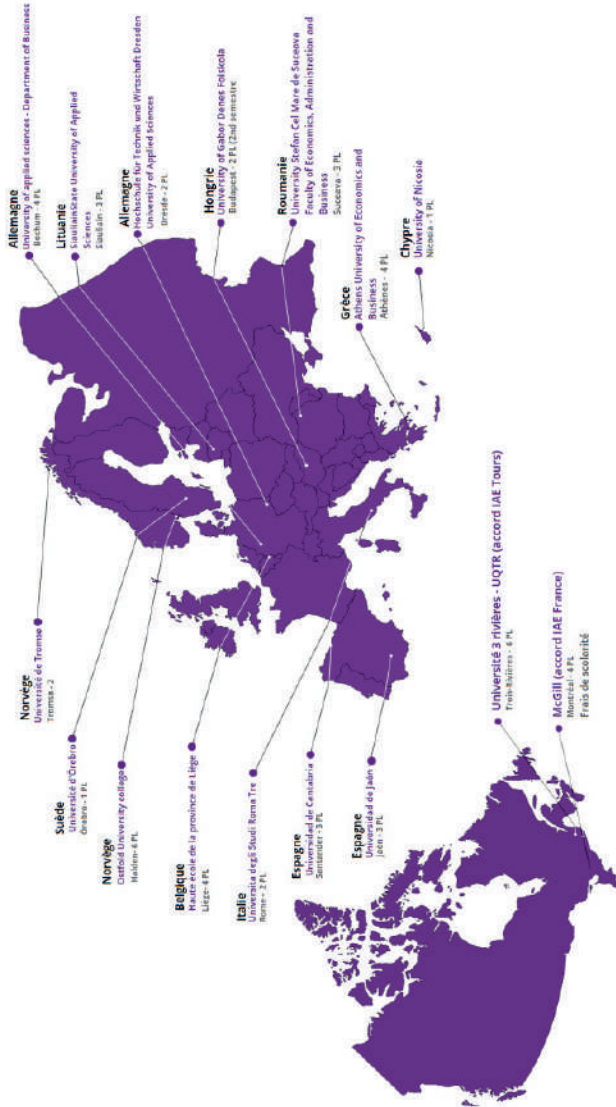 Norvège
Université de Tromsø
Tromsø - 2
Suède
Université d'Örebro
Örebro - 1 PL
Norvège
Ostfold University college
Halden - 6 PL
Belgique
Haute école de la province de Liège
Liège - 4 PL
Italie
Universita degli Studi Roma Tre
Rome - 2 PL
Espagne
Universidad de Cantabria
Santander - 3 PL
Espagne
Universidad de Jaén
Jaén - 3 PL
Allemagne
University of applied sciences - Department of Business
Bochum - 4 PL
Lituanie
SiauliainState University of Applied
Sciences
Siauliain - 3 PL
Allemagne
Hochschule für Technik und Wirtschaft Dresden
University of Applied Sciences
Dresde - 2 PL
Hongrie
University of Gabor Denes Foiskola
Budapest - 2 PL (2nd semestre
Roumanie
University Stefan Cel Mare de Suceava
Faculty of Economics, Administration and
Business
Suceava - 3 PL
Grèce
Athens University of Economics and
Business
Athènes - 4 PL
Chypre
University of Nicosie
Nicosia - 1 PL
Université 3 rivières - UQTR (accord IAE Tours)
Trois-Rivières - 6 PL
McGill (accord IAE France)
Montréal - 4 PL
Frais de scolorité